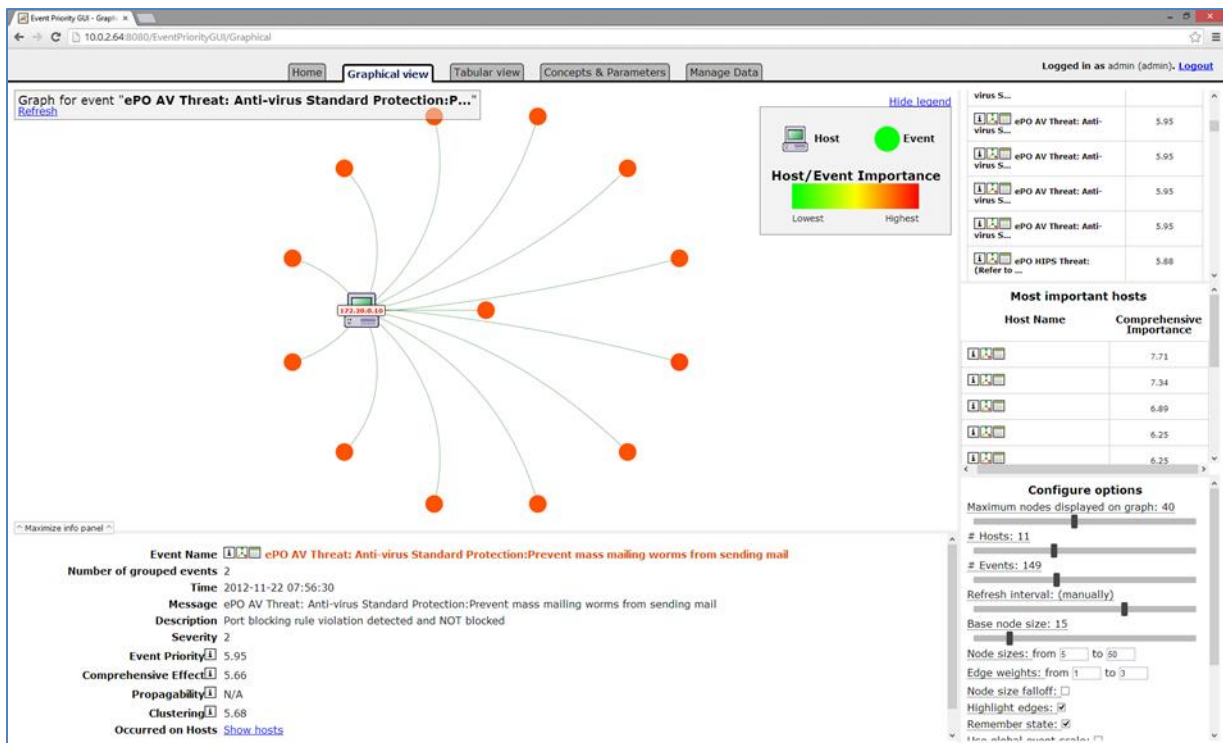 Event Priority GUI - Graph
10.0.2.64:8080/EventPriorityGUI/Graphical
Home
Graphical view
Tabular view
Concepts & Parameters
Manage Data
Logged in as admin (admin). Logout
Graph for event "ePO AV Threat: Anti-virus Standard Protection:P..."
Refresh
Hide legend
Host
Event
Host/Event Importance
Lowest
Highest
172.20.0.10
virus S...
ePO AV Threat: Anti-
virus S...
5.95
ePO AV Threat: Anti-
virus S...
5.95
ePO AV Threat: Anti-
virus S...
5.95
ePO AV Threat: Anti-
virus S...
5.95
ePO HIPS Threat:
(Refer to ...
5.88
Most important hosts
Host Name
Comprehensive
Importance
7.71
7.34
6.89
6.25
6.25
^ Maximize info panel ^
Event Name ePO AV Threat: Anti-virus Standard Protection:Prevent mass mailing worms from sending mail
Number of grouped events 2
Time 2012-11-22 07:56:30
Message ePO AV Threat: Anti-virus Standard Protection:Prevent mass mailing worms from sending mail
Description Port blocking rule violation detected and NOT blocked
Severity 2
Event Priority 5.95
Comprehensive Effect 5.66
Propagability N/A
Clustering 5.68
Occurred on Hosts Show hosts
Configure options
Maximum nodes displayed on graph: 40
# Hosts: 11
# Events: 149
Refresh interval: (manually)
Base node size: 15
Node sizes: from 5 to 50
Edge weights: from 1 to 3
Node size falloff:
Highlight edges:
Remember state:
Use global event scale: